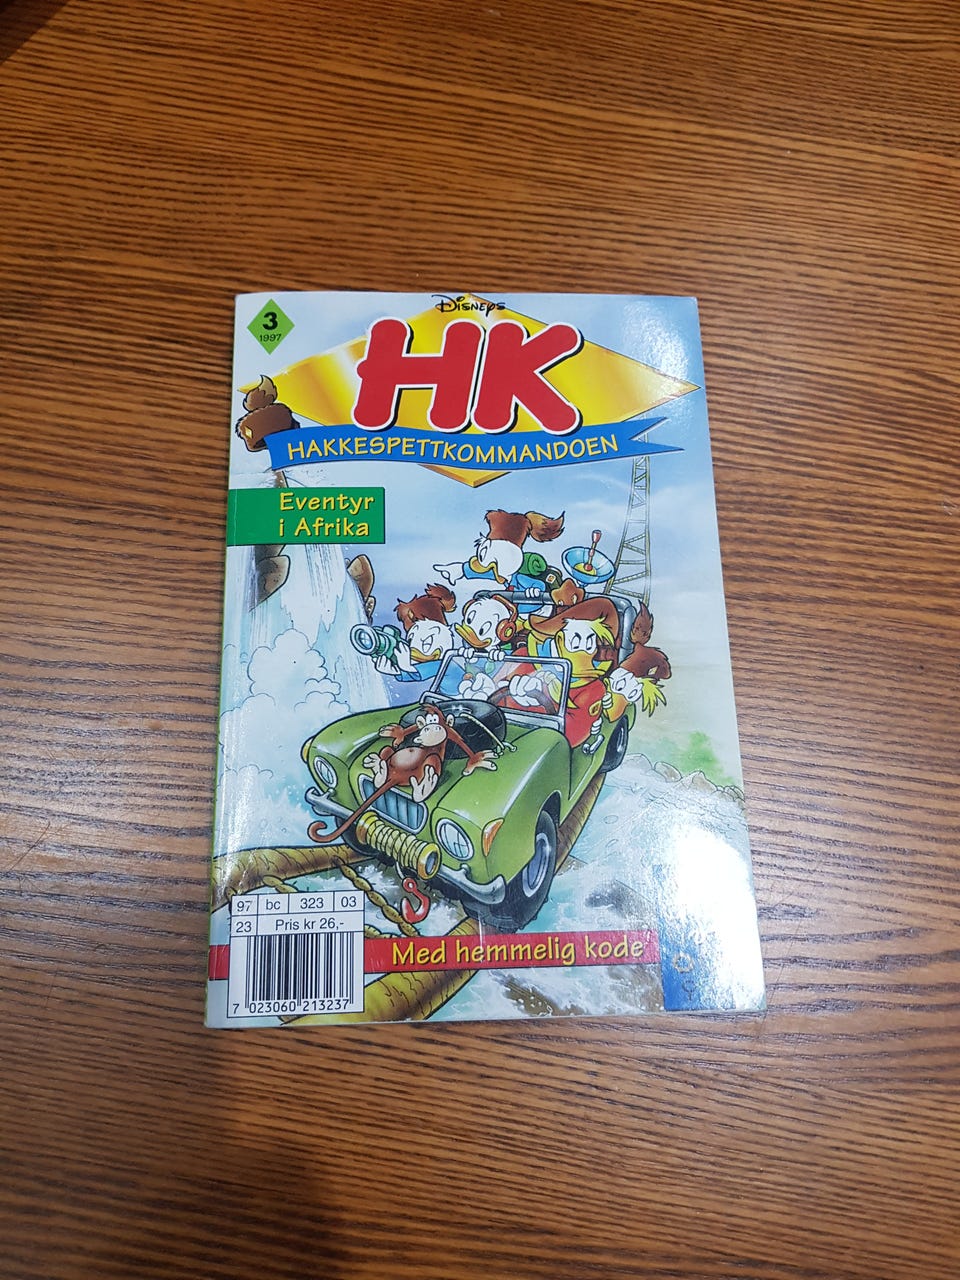 3
1997
Disneys
HK
HAKKESPETTKOMMANDOEN
Eventyr
i Afrika
97 bc 323 03
23 Pris kr 26,-
Med hemmelig kode
7 023060 213237